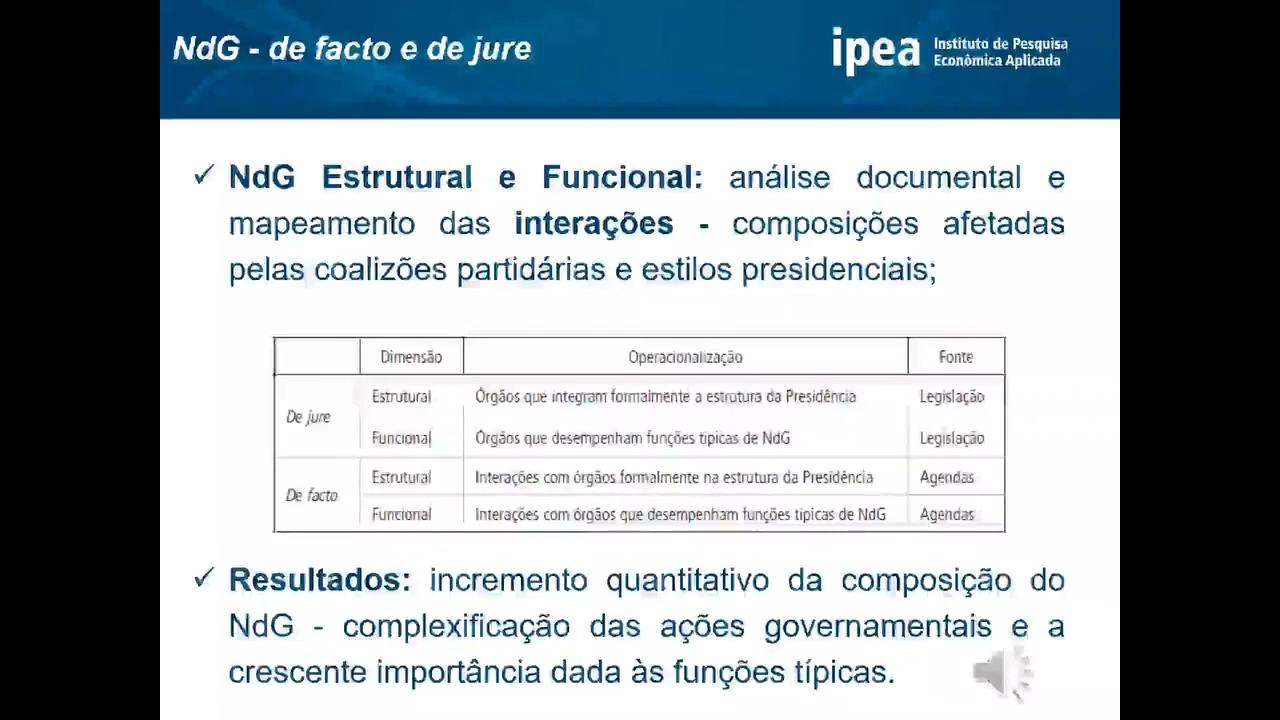 NdG - de facto e de jure
ipea Instituto de Pesquisa
Econômica Aplicada
✓ NdG Estrutural e Funcional: análise documental e
mapeamento das interações - composições afetadas
pelas coalizões partidárias e estilos presidenciais;
Dimensão Operacionalização Fonte
De jure
Estrutural Órgãos que integram formalmente a estrutura da Presidência Legislação
Funcional Órgãos que desempenham funções típicas de NdG Legislação
De facto
Estrutural Interações com órgãos formalmente na estrutura da Presidência Agendas
Funcional Interações com órgãos que desempenham funções típicas de NdG Agendas
✓ Resultados: incremento quantitativo da composição do
NdG - complexificação das ações governamentais e a
crescente importância dada às funções típicas.